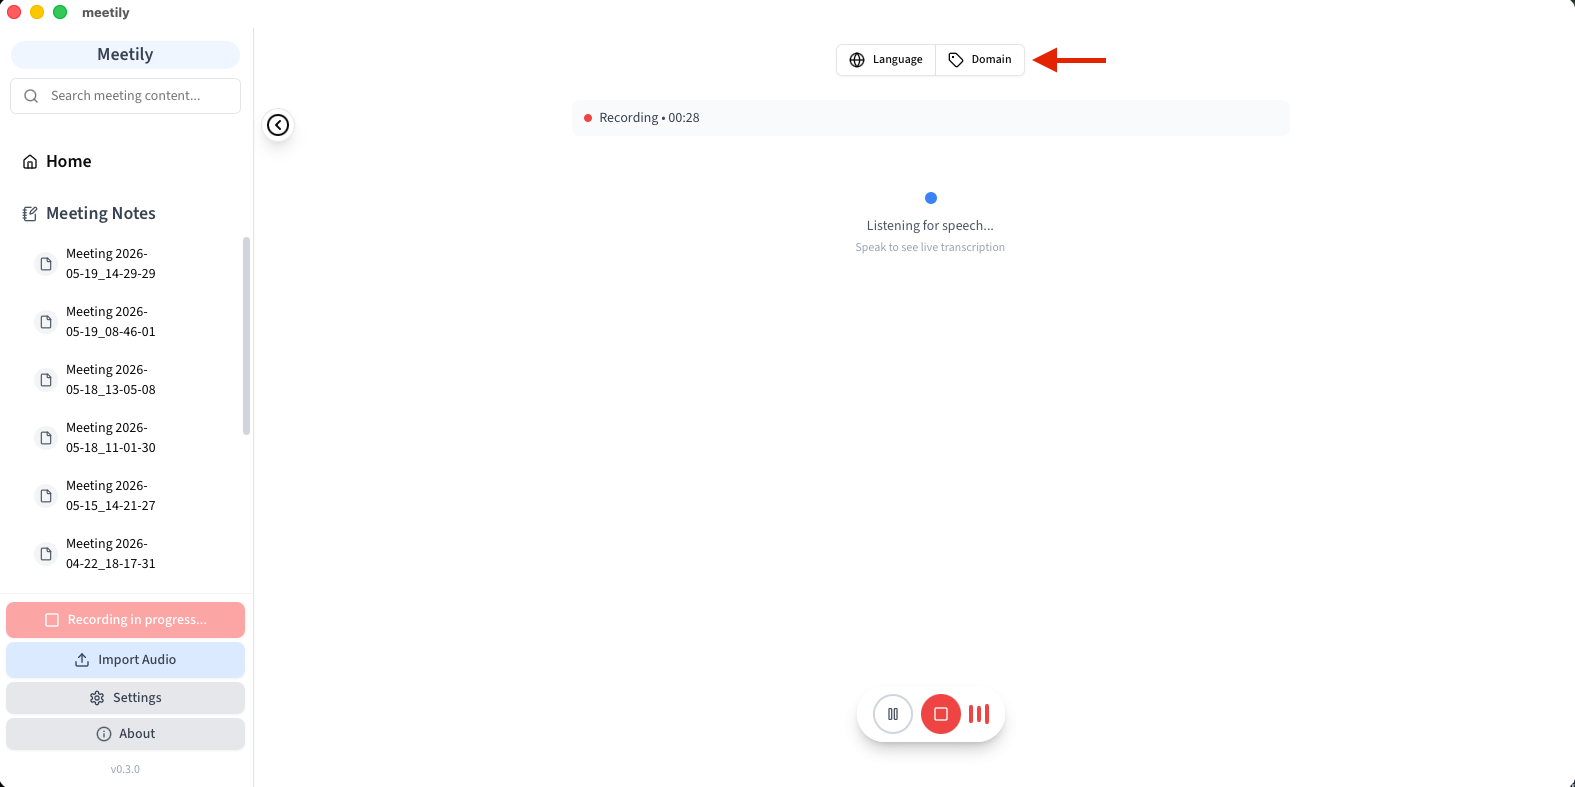 meetily
Meetily
Search meeting content...
Home
Meeting Notes
Meeting 2026-
05-19_14-29-29
Meeting 2026-
05-19_08-46-01
Meeting 2026-
05-18_13-05-08
Meeting 2026-
05-18_11-01-30
Meeting 2026-
05-15_14-21-27
Meeting 2026-
04-22_18-17-31
Recording in progress...
Import Audio
Settings
About
v0.3.0
Language
Domain
Recording • 00:28
Listening for speech...
Speak to see live transcription